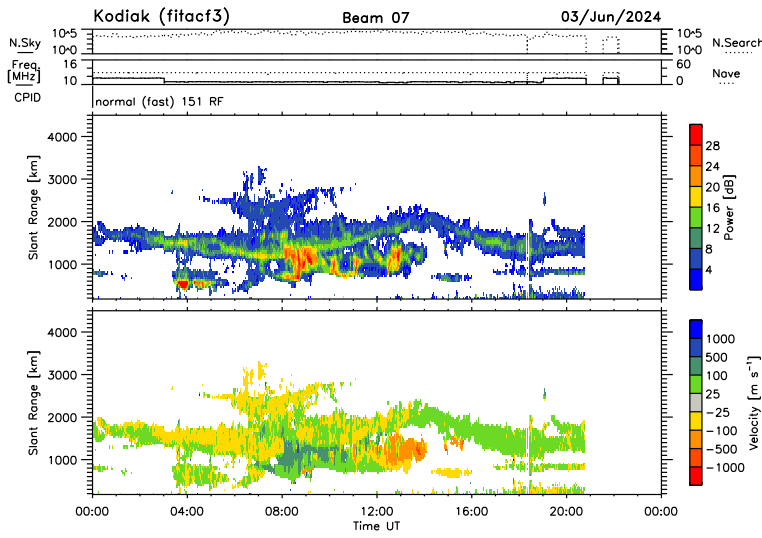 Kodiak (fitacf3) Beam 07 03/Jun/2024
N.Sky 10^5 10^0 10^5 10^0 N.Search
Freq. [MHz] 16 10 60 0 Nave
CPID normal (fast) 151 RF
Slant Range [km]
4000
3000
2000
1000
28
24
20
16
12
8
4
Power [dB]
Slant Range [km]
4000
3000
2000
1000
1000
500
100
25
-25
-100
-500
-1000
Velocity [m s⁻¹]
00:00 04:00 08:00 12:00 16:00 20:00 00:00
Time UT